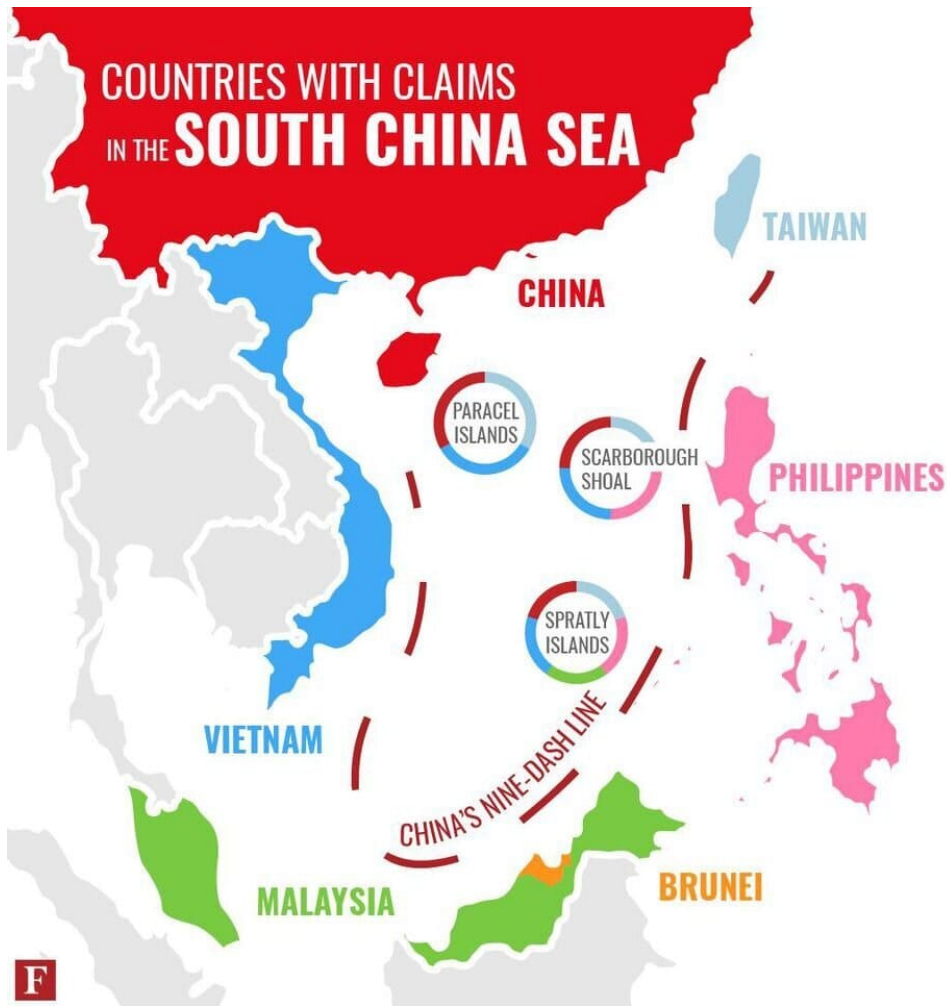 COUNTRIES WITH CLAIMS
IN THE SOUTH CHINA SEA
TAIWAN
CHINA
PARACEL
ISLANDS
SCARBOROUGH
SHOAL
PHILIPPINES
SPRATLY
ISLANDS
VIETNAM
CHINA'S NINE-DASH LINE
MALAYSIA
BRUNEI
F